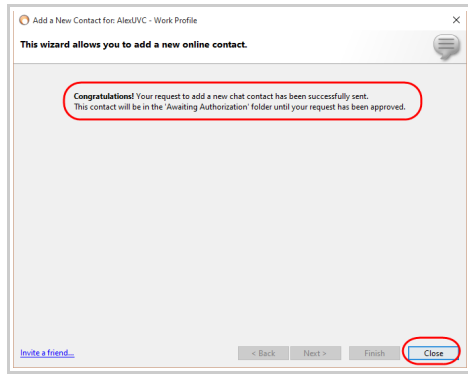 Add a New Contact for: AlexUVC - Work Profile
This wizard allows you to add a new online contact.
Congratulations! Your request to add a new chat contact has been successfully sent.
This contact will be in the 'Awaiting Authorization' folder until your request has been approved.
Invite a friend...
< Back
Next >
Finish
Close